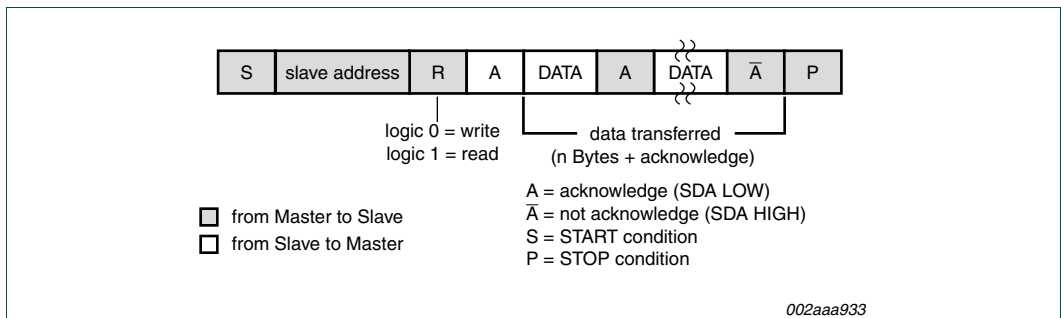 S slave address R A DATA A DATA A̅ P
logic 0 = write
logic 1 = read
data transferred
(n Bytes + acknowledge)
A = acknowledge (SDA LOW)
A̅ = not acknowledge (SDA HIGH)
S = START condition
P = STOP condition
from Master to Slave
from Slave to Master
002aaa933